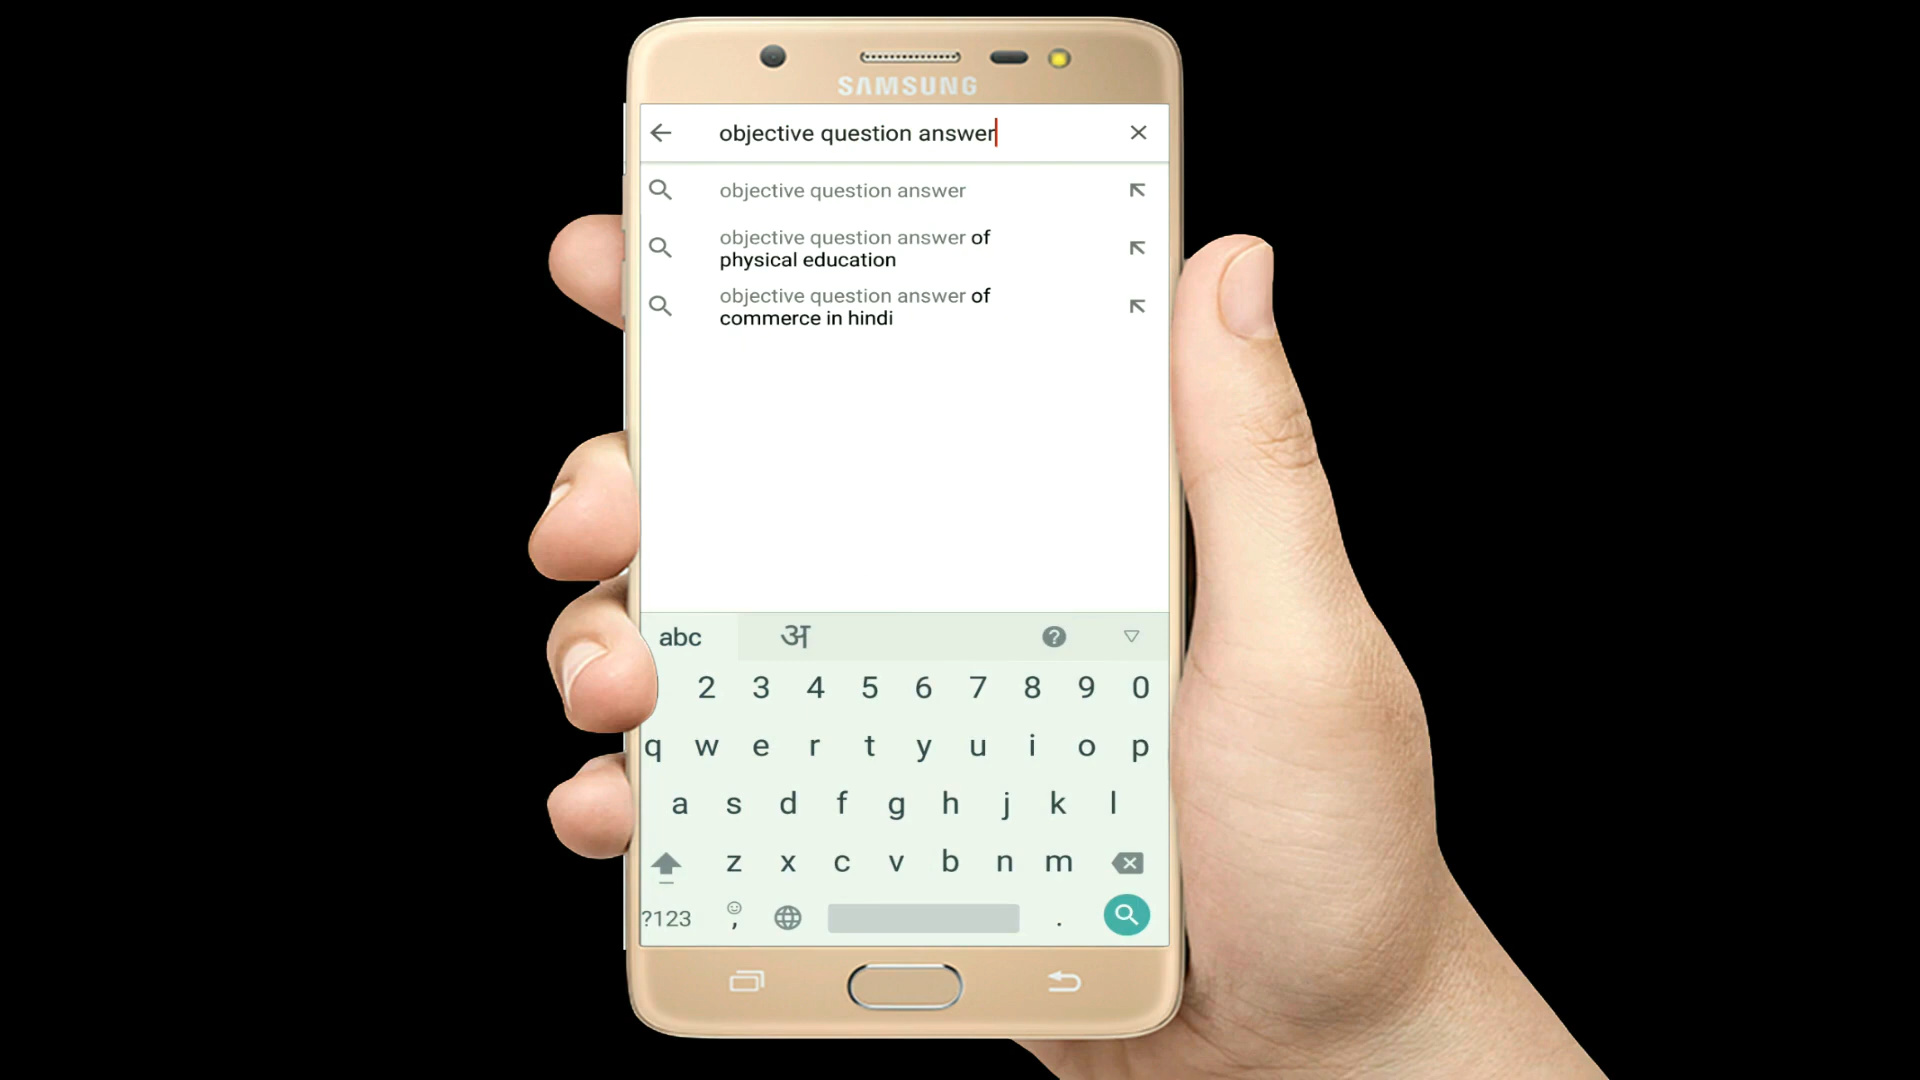 SAMSUNG
objective question answer
objective question answer
objective question answer of
physical education
objective question answer of
commerce in hindi
abc अ
2 3 4 5 6 7 8 9 0
q w e r t y u i o p
a s d f g h j k l
z x c v b n m
?123 , .